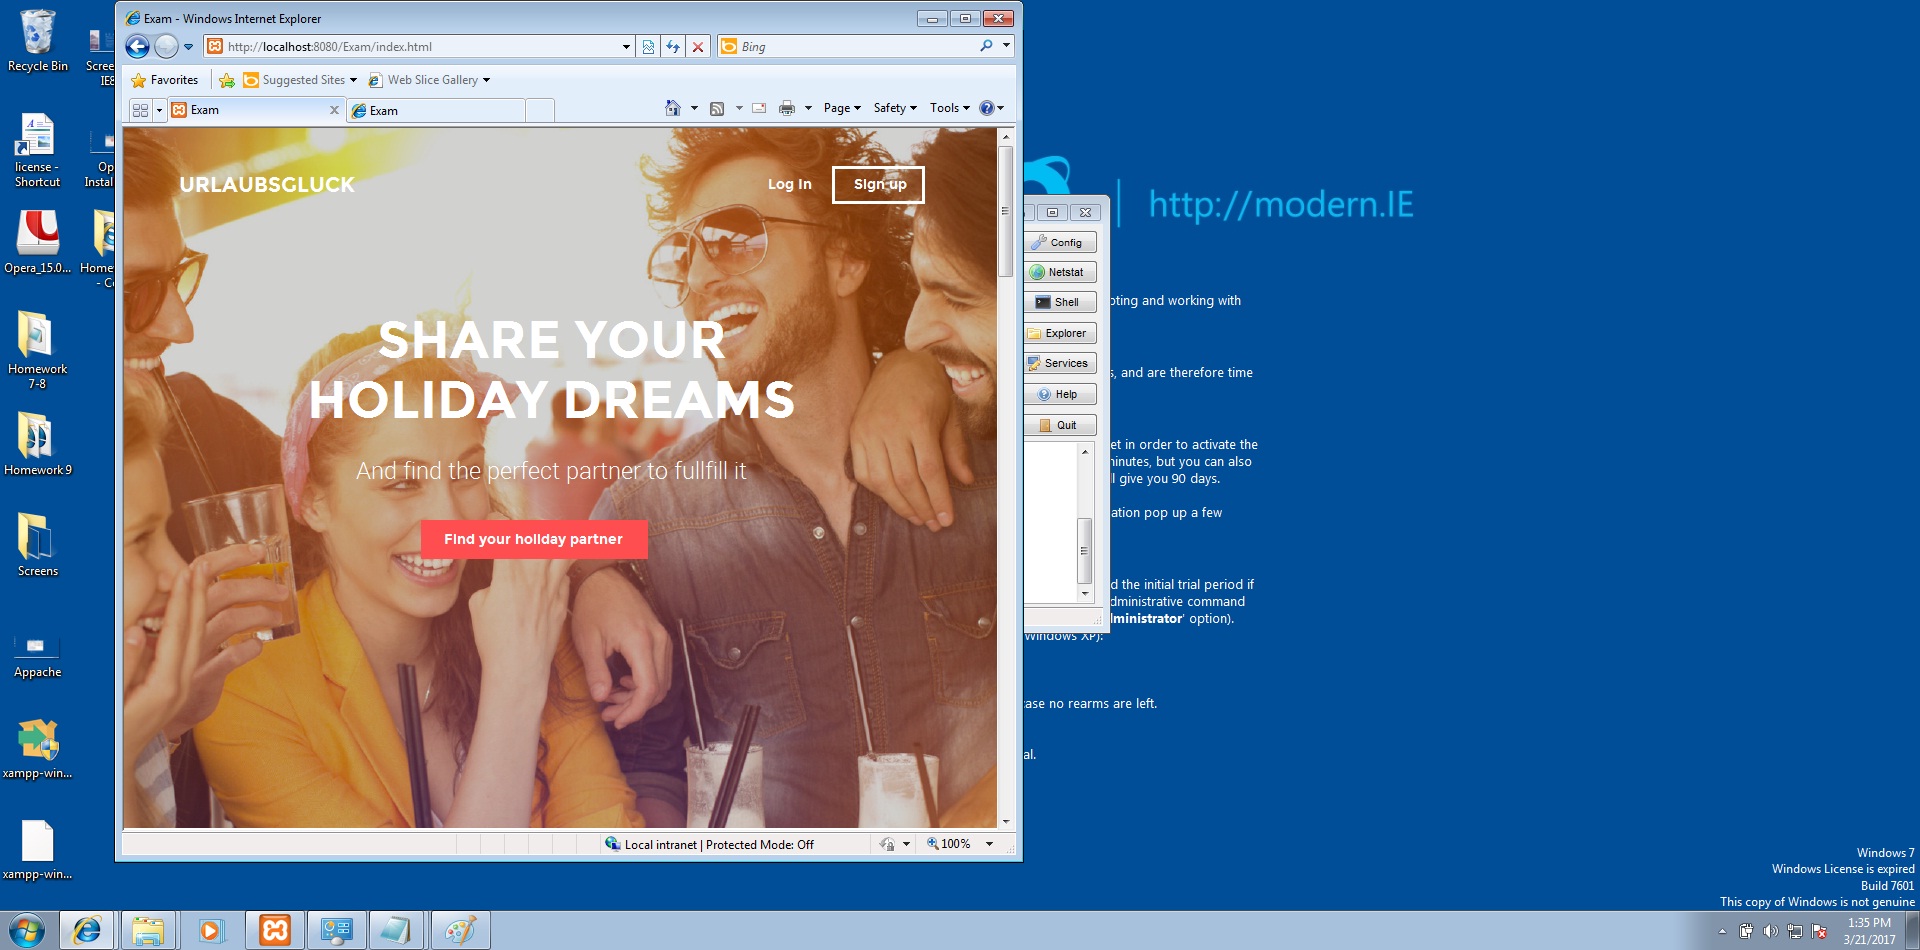 Recycle Bin
Scree
IE8
license -
Shortcut
Op
Instal
Opera_15.0...
Home
- C
Homework
7-8
Homework 9
Screens
Appache
xampp-win...
xampp-win...
Exam - Windows Internet Explorer
http://localhost:8080/Exam/index.html
Bing
Favorites
Suggested Sites
Web Slice Gallery
Exam
Exam
Page
Safety
Tools
URLAUBSGLUCK
Log In
Sign up
SHARE YOUR
HOLIDAY DREAMS
And find the perfect partner to fullfill it
Find your holiday partner
Local intranet | Protected Mode: Off
100%
Config
Netstat
Shell
Explorer
Services
Help
Quit
http://modern.IE
ting and working with
s, and are therefore time
et in order to activate the
inutes, but you can also
l give you 90 days.
ation pop up a few
d the initial trial period if
dministrative command
ministrator' option).
Windows XP):
ase no rearms are left.
al.
Windows 7
Windows License is expired
Build 7601
This copy of Windows is not genuine
1:35 PM
3/21/2017